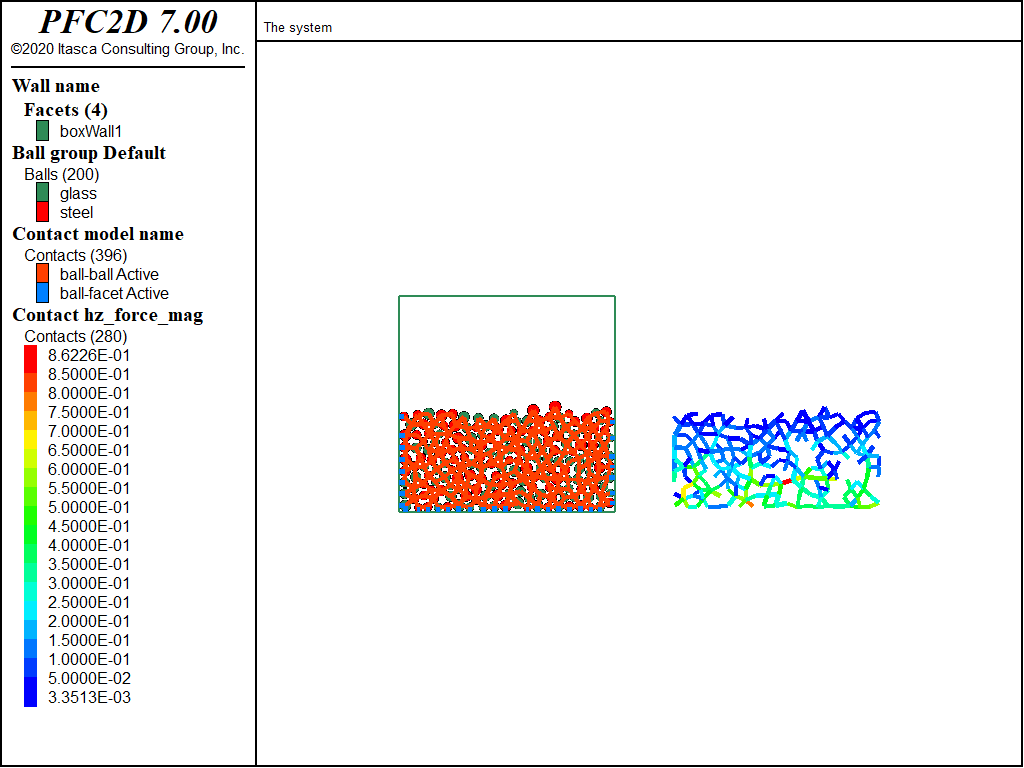 PFC2D 7.00
©2020 Itasca Consulting Group, Inc.
The system
Wall name
Facets (4)
boxWall1
Ball group Default
Balls (200)
glass
steel
Contact model name
Contacts (396)
ball-ball Active
ball-facet Active
Contact hz_force_mag
Contacts (280)
8.6226E-01
8.5000E-01
8.0000E-01
7.5000E-01
7.0000E-01
6.5000E-01
6.0000E-01
5.5000E-01
5.0000E-01
4.5000E-01
4.0000E-01
3.5000E-01
3.0000E-01
2.5000E-01
2.0000E-01
1.5000E-01
1.0000E-01
5.0000E-02
3.3513E-03